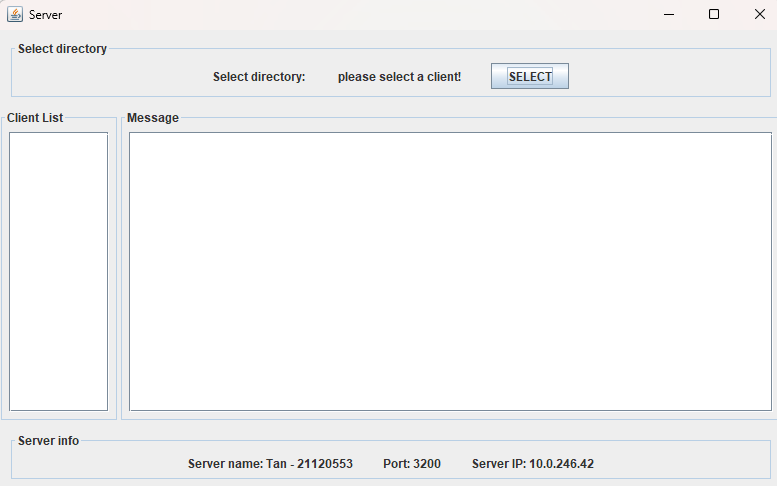 Server
Select directory
Select directory: please select a client! SELECT
Client List Message
Server info
Server name: Tan - 21120553 Port: 3200 Server IP: 10.0.246.42